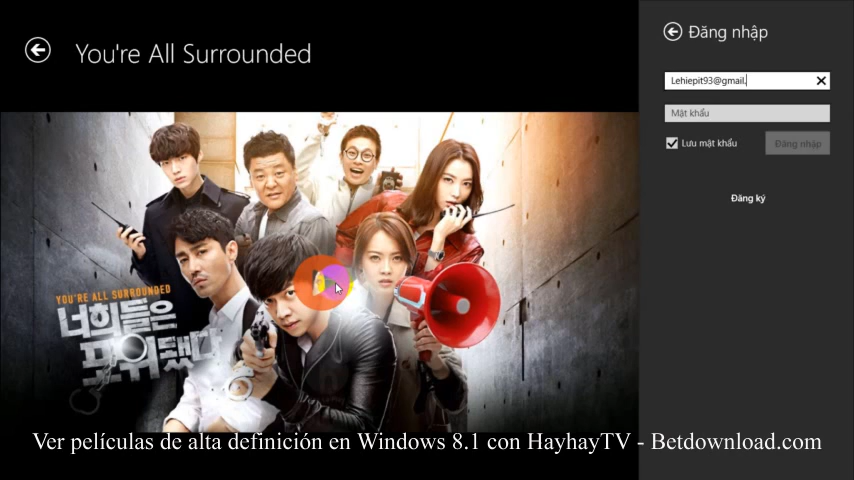 You're All Surrounded
Đăng nhập
Lehiepit93@gmail.
Mật khẩu
Lưu mật khẩu
Đăng nhập
Đăng ký
YOU'RE ALL SURROUNDED
너희들은
포위됐다
Ver películas de alta definición en Windows 8.1 con HayhayTV - Betdownload.com